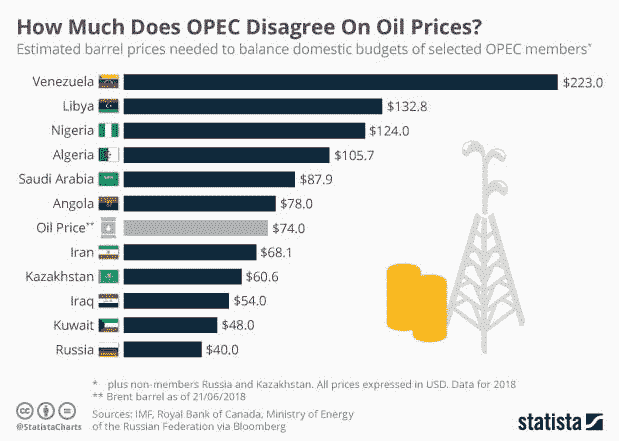 How Much Does OPEC Disagree On Oil Prices?
Estimated barrel prices needed to balance domestic budgets of selected OPEC members*
Venezuela $223.0
Libya $132.8
Nigeria $124.0
Algeria $105.7
Saudi Arabia $87.9
Angola $78.0
Oil Price** $74.0
Iran $68.1
Kazakhstan $60.6
Iraq $54.0
Kuwait $48.0
Russia $40.0
* plus non-members Russia and Kazakhstan. All prices expressed in USD. Data for 2018
** Brent barrel as of 21/06/2018
Sources: IMF, Royal Bank of Canada, Ministry of Energy
of the Russian Federation via Bloomberg
@StatistaCharts
statista